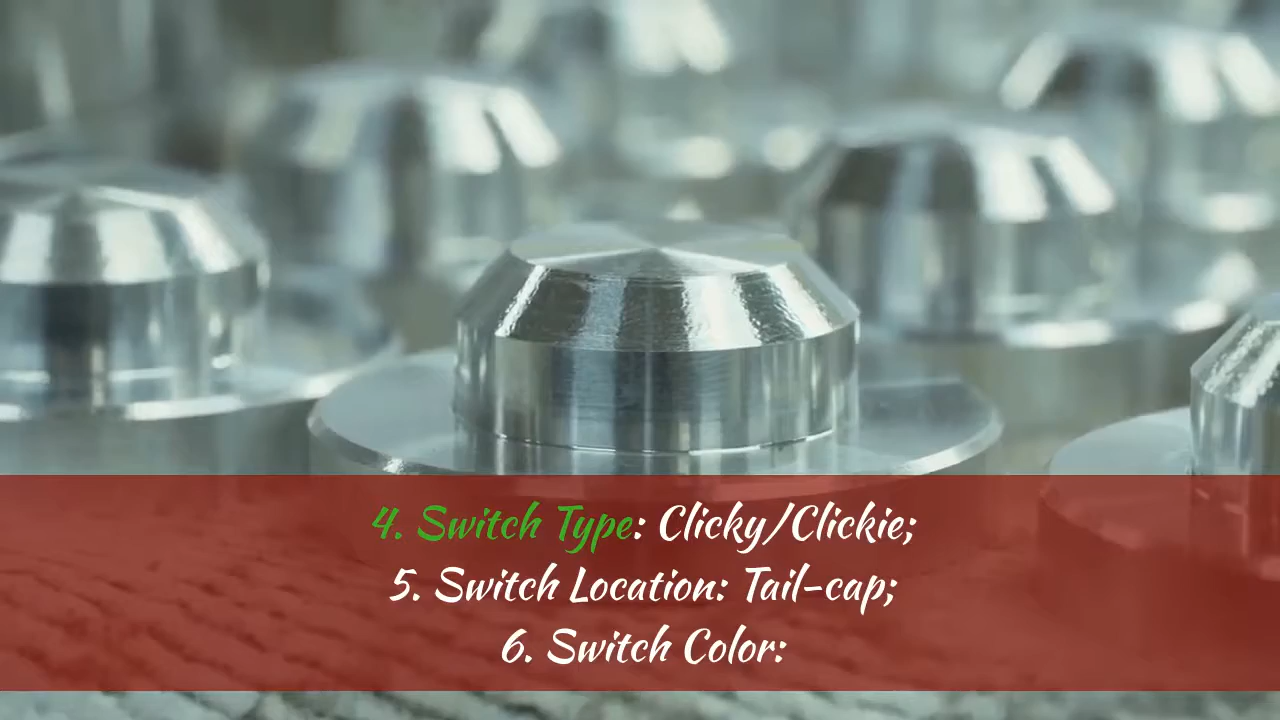 4. Switch Type: Clicky/Clickie;
5. Switch Location: Tail-cap;
6. Switch Color: